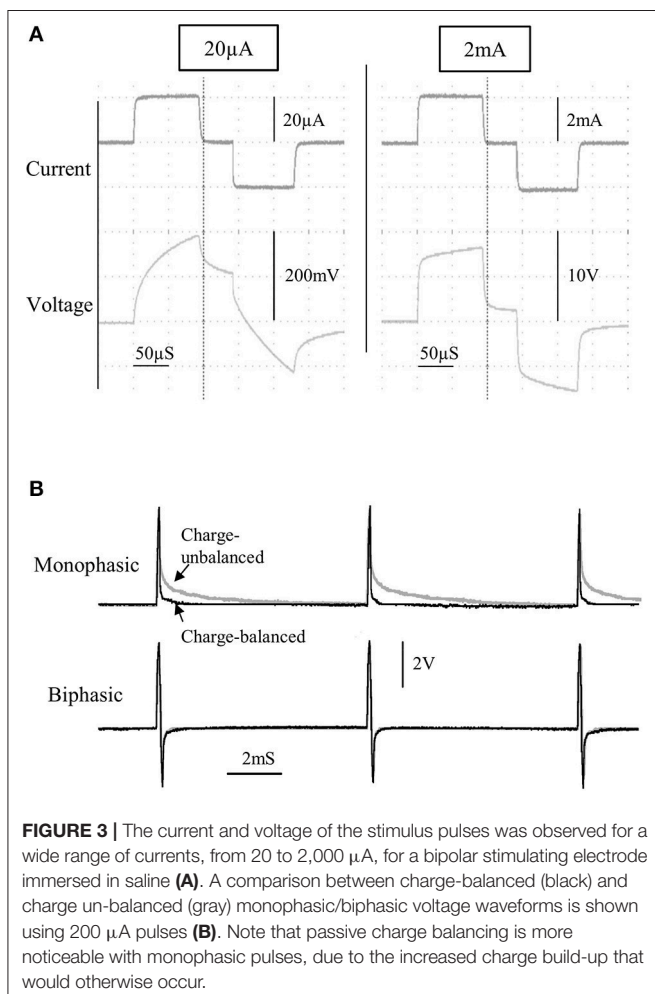 A
20µA
2mA
Current
20µA
2mA
Voltage
200mV
10V
50µS
50µS
B
Monophasic
Charge-
unbalanced
Charge-balanced
Biphasic
2V
2mS
FIGURE 3 | The current and voltage of the stimulus pulses was observed for a
wide range of currents, from 20 to 2,000 µA, for a bipolar stimulating electrode
immersed in saline (A). A comparison between charge-balanced (black) and
charge un-balanced (gray) monophasic/biphasic voltage waveforms is shown
using 200 µA pulses (B). Note that passive charge balancing is more
noticeable with monophasic pulses, due to the increased charge build-up that
would otherwise occur.